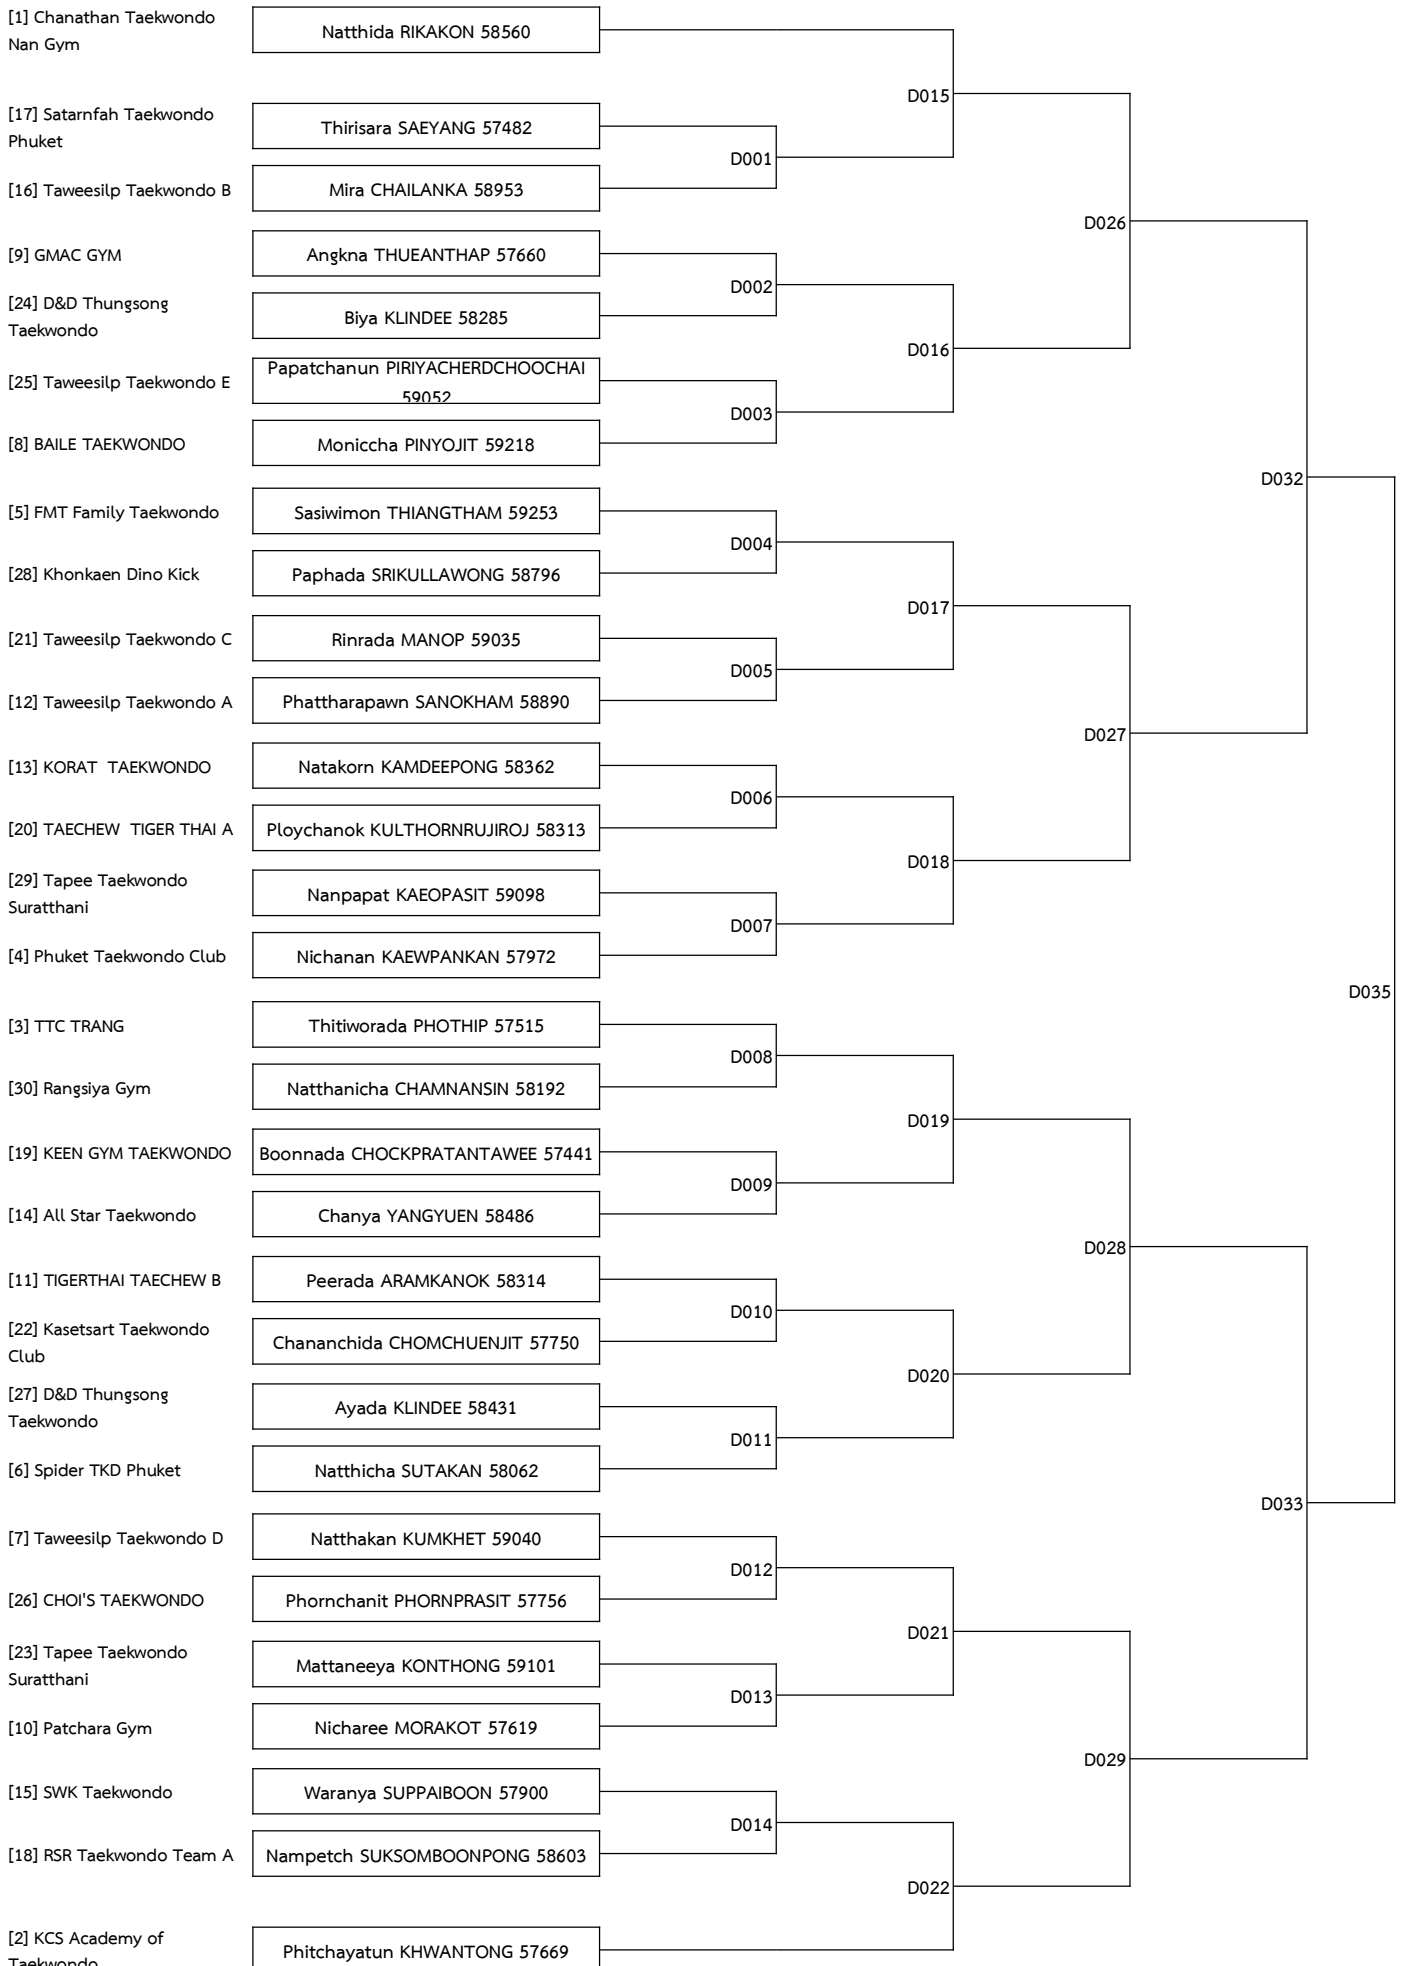 [1] Chanathan Taekwondo
Nan Gym
Natthida RIKAKON 58560
D015
[17] Satarnfah Taekwondo
Phuket
Thirisara SAEYANG 57482
D001
[16] Taweesilp Taekwondo B
Mira CHAILANKA 58953
D026
[9] GMAC GYM
Angkna THUEANTHAP 57660
D002
[24] D&D Thungsong
Taekwondo
Biya KLINDEE 58285
D016
[25] Taweesilp Taekwondo E
Papatchanun PIRIYACHERDCHOOCHAI
59052
D003
[8] BAILE TAEKWONDO
Moniccha PINYOJIT 59218
D032
[5] FMT Family Taekwondo
Sasiwimon THIANGTHAM 59253
D004
[28] Khonkaen Dino Kick
Paphada SRIKULLAWONG 58796
D017
[21] Taweesilp Taekwondo C
Rinrada MANOP 59035
D005
[12] Taweesilp Taekwondo A
Phattharapawn SANOKHAM 58890
D027
[13] KORAT  TAEKWONDO
Natakorn KAMDEEPONG 58362
D006
[20] TAECHEW  TIGER THAI A
Ploychanok KULTHORNRUJIROJ 58313
D018
[29] Tapee Taekwondo
Suratthani
Nanpapat KAEOPASIT 59098
D007
[4] Phuket Taekwondo Club
Nichanan KAEWPANKAN 57972
D035
[3] TTC TRANG
Thitiworada PHOTHIP 57515
D008
[30] Rangsiya Gym
Natthanicha CHAMNANSIN 58192
D019
[19] KEEN GYM TAEKWONDO
Boonnada CHOCKPRATANTAWEE 57441
D009
[14] All Star Taekwondo
Chanya YANGYUEN 58486
D028
[11] TIGERTHAI TAECHEW B
Peerada ARAMKANOK 58314
D010
[22] Kasetsart Taekwondo
Club
Chananchida CHOMCHUENJIT 57750
D020
[27] D&D Thungsong
Taekwondo
Ayada KLINDEE 58431
D011
[6] Spider TKD Phuket
Natthicha SUTAKAN 58062
D033
[7] Taweesilp Taekwondo D
Natthakan KUMKHET 59040
D012
[26] CHOI'S TAEKWONDO
Phornchanit PHORNPRASIT 57756
D021
[23] Tapee Taekwondo
Suratthani
Mattaneeya KONTHONG 59101
D013
[10] Patchara Gym
Nicharee MORAKOT 57619
D029
[15] SWK Taekwondo
Waranya SUPPAIBOON 57900
D014
[18] RSR Taekwondo Team A
Nampetch SUKSOMBOONPONG 58603
D022
[2] KCS Academy of
Taekwondo
Phitchayatun KHWANTONG 57669